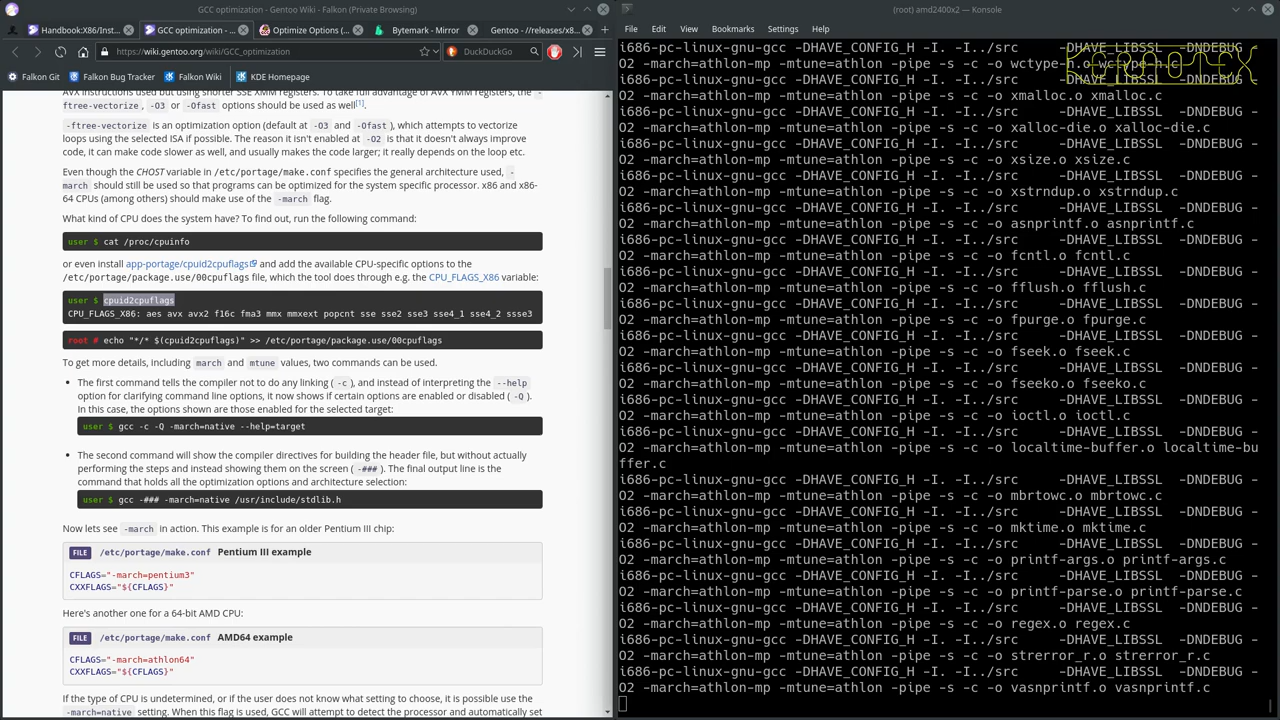 GCC optimization - Gentoo Wiki - Falkon (Private Browsing)
Handbook:X86/Inst...
GCC optimization - ...
Optimize Options (...
Bytemark - Mirror
Gentoo - /releases/x8...
https://wiki.gentoo.org/wiki/GCC_optimization
DuckDuckGo
Falkon Git
Falkon Bug Tracker
Falkon Wiki
KDE Homepage
AVX instructions used but using shorter SSE XMM registers. To take full advantage of AVX YMM registers, the -
ftree-vectorize , -O3 or -Ofast options should be used as well[1].
-ftree-vectorize is an optimization option (default at -O3 and -Ofast), which attempts to vectorize
loops using the selected ISA if possible. The reason it isn't enabled at -O2 is that it doesn't always improve
code, it can make code slower as well, and usually makes the code larger; it really depends on the loop etc.
Even though the CHOST variable in /etc/portage/make.conf specifies the general architecture used, -
march should still be used so that programs can be optimized for the system specific processor. x86 and x86-
64 CPUs (among others) should make use of the -march flag.
What kind of CPU does the system have? To find out, run the following command:
user $ cat /proc/cpuinfo
or even install app-portage/cpuid2cpuflags and add the available CPU-specific options to the
/etc/portage/package.use/00cpuflags file, which the tool does through e.g. the CPU_FLAGS_X86 variable:
user $ cpuid2cpuflags
CPU_FLAGS_X86: aes avx avx2 f16c fma3 mmx mmxext popcnt sse sse2 sse3 sse4_1 sse4_2 ssse3
root # echo "*/* $(cpuid2cpuflags)" >> /etc/portage/package.use/00cpuflags
To get more details, including march and mtune values, two commands can be used.
The first command tells the compiler not to do any linking ( -c ), and instead of interpreting the --help
option for clarifying command line options, it now shows if certain options are enabled or disabled ( -Q ).
In this case, the options shown are those enabled for the selected target:
user $ gcc -c -Q -march=native --help=target
The second command will show the compiler directives for building the header file, but without actually
performing the steps and instead showing them on the screen ( -### ). The final output line is the
command that holds all the optimization options and architecture selection:
user $ gcc -### -march=native /usr/include/stdlib.h
Now lets see -march in action. This example is for an older Pentium III chip:
FILE /etc/portage/make.conf Pentium III example
CFLAGS="-march=pentium3"
CXXFLAGS="${CFLAGS}"
Here's another one for a 64-bit AMD CPU:
FILE /etc/portage/make.conf AMD64 example
CFLAGS="-march=athlon64"
CXXFLAGS="${CFLAGS}"
If the type of CPU is undetermined, or if the user does not know what setting to choose, it is possible use the
-march=native setting. When this flag is used, GCC will attempt to detect the processor and automatically set
(root) amd2400x2 — Konsole
File Edit View Bookmarks Settings Help
KERNOTEX
i686-pc-linux-gnu-gcc -DHAVE_CONFIG_H -I. -I../src -DHAVE_LIBSSL -DNDEBUG -
O2 -march=athlon-mp -mtune=athlon-mp -pipe -s -c -o
i686-pc-linux-gnu-gcc -DHAVE_CONFIG_H -I. -I../src -DHAVE_LIBSSL -DNDEBUG -
O2 -march=athlon-mp -mtune=athlon-mp -pipe -s -c -o xmalloc.o xmalloc.c
i686-pc-linux-gnu-gcc -DHAVE_CONFIG_H -I. -I../src -DHAVE_LIBSSL -DNDEBUG -
O2 -march=athlon-mp -mtune=athlon-mp -pipe -s -c -o xalloc-die.o xalloc-die.c
i686-pc-linux-gnu-gcc -DHAVE_CONFIG_H -I. -I../src -DHAVE_LIBSSL -DNDEBUG -
O2 -march=athlon-mp -mtune=athlon-mp -pipe -s -c -o xsize.o xsize.c
i686-pc-linux-gnu-gcc -DHAVE_CONFIG_H -I. -I../src -DHAVE_LIBSSL -DNDEBUG -
O2 -march=athlon-mp -mtune=athlon-mp -pipe -s -c -o xstrndup.o xstrndup.c
i686-pc-linux-gnu-gcc -DHAVE_CONFIG_H -I. -I../src -DHAVE_LIBSSL -DNDEBUG -
O2 -march=athlon-mp -mtune=athlon-mp -pipe -s -c -o asnprintf.o asnprintf.c
i686-pc-linux-gnu-gcc -DHAVE_CONFIG_H -I. -I../src -DHAVE_LIBSSL -DNDEBUG -
O2 -march=athlon-mp -mtune=athlon-mp -pipe -s -c -o fcntl.o fcntl.c
i686-pc-linux-gnu-gcc -DHAVE_CONFIG_H -I. -I../src -DHAVE_LIBSSL -DNDEBUG -
O2 -march=athlon-mp -mtune=athlon-mp -pipe -s -c -o fflush.o fflush.c
i686-pc-linux-gnu-gcc -DHAVE_CONFIG_H -I. -I../src -DHAVE_LIBSSL -DNDEBUG -
O2 -march=athlon-mp -mtune=athlon-mp -pipe -s -c -o fpurge.o fpurge.c
i686-pc-linux-gnu-gcc -DHAVE_CONFIG_H -I. -I../src -DHAVE_LIBSSL -DNDEBUG -
O2 -march=athlon-mp -mtune=athlon-mp -pipe -s -c -o fseek.o fseek.c
i686-pc-linux-gnu-gcc -DHAVE_CONFIG_H -I. -I../src -DHAVE_LIBSSL -DNDEBUG -
O2 -march=athlon-mp -mtune=athlon-mp -pipe -s -c -o fseeko.o fseeko.c
i686-pc-linux-gnu-gcc -DHAVE_CONFIG_H -I. -I../src -DHAVE_LIBSSL -DNDEBUG -
O2 -march=athlon-mp -mtune=athlon-mp -pipe -s -c -o ioctl.o ioctl.c
i686-pc-linux-gnu-gcc -DHAVE_CONFIG_H -I. -I../src -DHAVE_LIBSSL -DNDEBUG -
O2 -march=athlon-mp -mtune=athlon-mp -pipe -s -c -o localtime-buffer.o localtime-bu
ffer.c
i686-pc-linux-gnu-gcc -DHAVE_CONFIG_H -I. -I../src -DHAVE_LIBSSL -DNDEBUG -
O2 -march=athlon-mp -mtune=athlon-mp -pipe -s -c -o mbrtowc.o mbrtowc.c
i686-pc-linux-gnu-gcc -DHAVE_CONFIG_H -I. -I../src -DHAVE_LIBSSL -DNDEBUG -
O2 -march=athlon-mp -mtune=athlon-mp -pipe -s -c -o mktime.o mktime.c
i686-pc-linux-gnu-gcc -DHAVE_CONFIG_H -I. -I../src -DHAVE_LIBSSL -DNDEBUG -
O2 -march=athlon-mp -mtune=athlon-mp -pipe -s -c -o printf-args.o printf-args.c
i686-pc-linux-gnu-gcc -DHAVE_CONFIG_H -I. -I../src -DHAVE_LIBSSL -DNDEBUG -
O2 -march=athlon-mp -mtune=athlon-mp -pipe -s -c -o printf-parse.o printf-parse.c
i686-pc-linux-gnu-gcc -DHAVE_CONFIG_H -I. -I../src -DHAVE_LIBSSL -DNDEBUG -
O2 -march=athlon-mp -mtune=athlon-mp -pipe -s -c -o regex.o regex.c
i686-pc-linux-gnu-gcc -DHAVE_CONFIG_H -I. -I../src -DHAVE_LIBSSL -DNDEBUG -
O2 -march=athlon-mp -mtune=athlon-mp -pipe -s -c -o strerror_r.o strerror_r.c
i686-pc-linux-gnu-gcc -DHAVE_CONFIG_H -I. -I../src -DHAVE_LIBSSL -DNDEBUG -
O2 -march=athlon-mp -mtune=athlon-mp -pipe -s -c -o vasnprintf.o vasnprintf.c